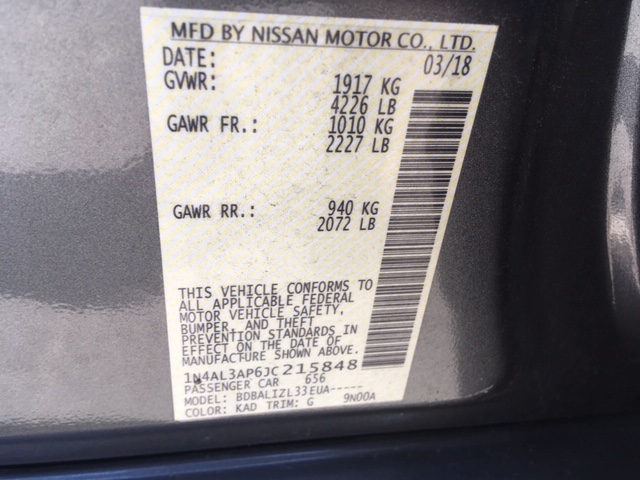 MFD BY NISSAN MOTOR CO., LTD.
DATE: 03/18
GVWR: 1917 KG
4226 LB
GAWR FR.: 1010 KG
2227 LB
GAWR RR.: 940 KG
2072 LB
THIS VEHICLE CONFORMS TO
ALL APPLICABLE FEDERAL
MOTOR VEHICLE SAFETY,
BUMPER, AND THEFT
PREVENTION STANDARDS IN
EFFECT ON THE DATE OF
MANUFACTURE SHOWN ABOVE.
1N4AL3AP6JC215848
PASSENGER CAR 656
MODEL: BDBALIZL33EUA-----
COLOR: KAD TRIM: G 9N00A